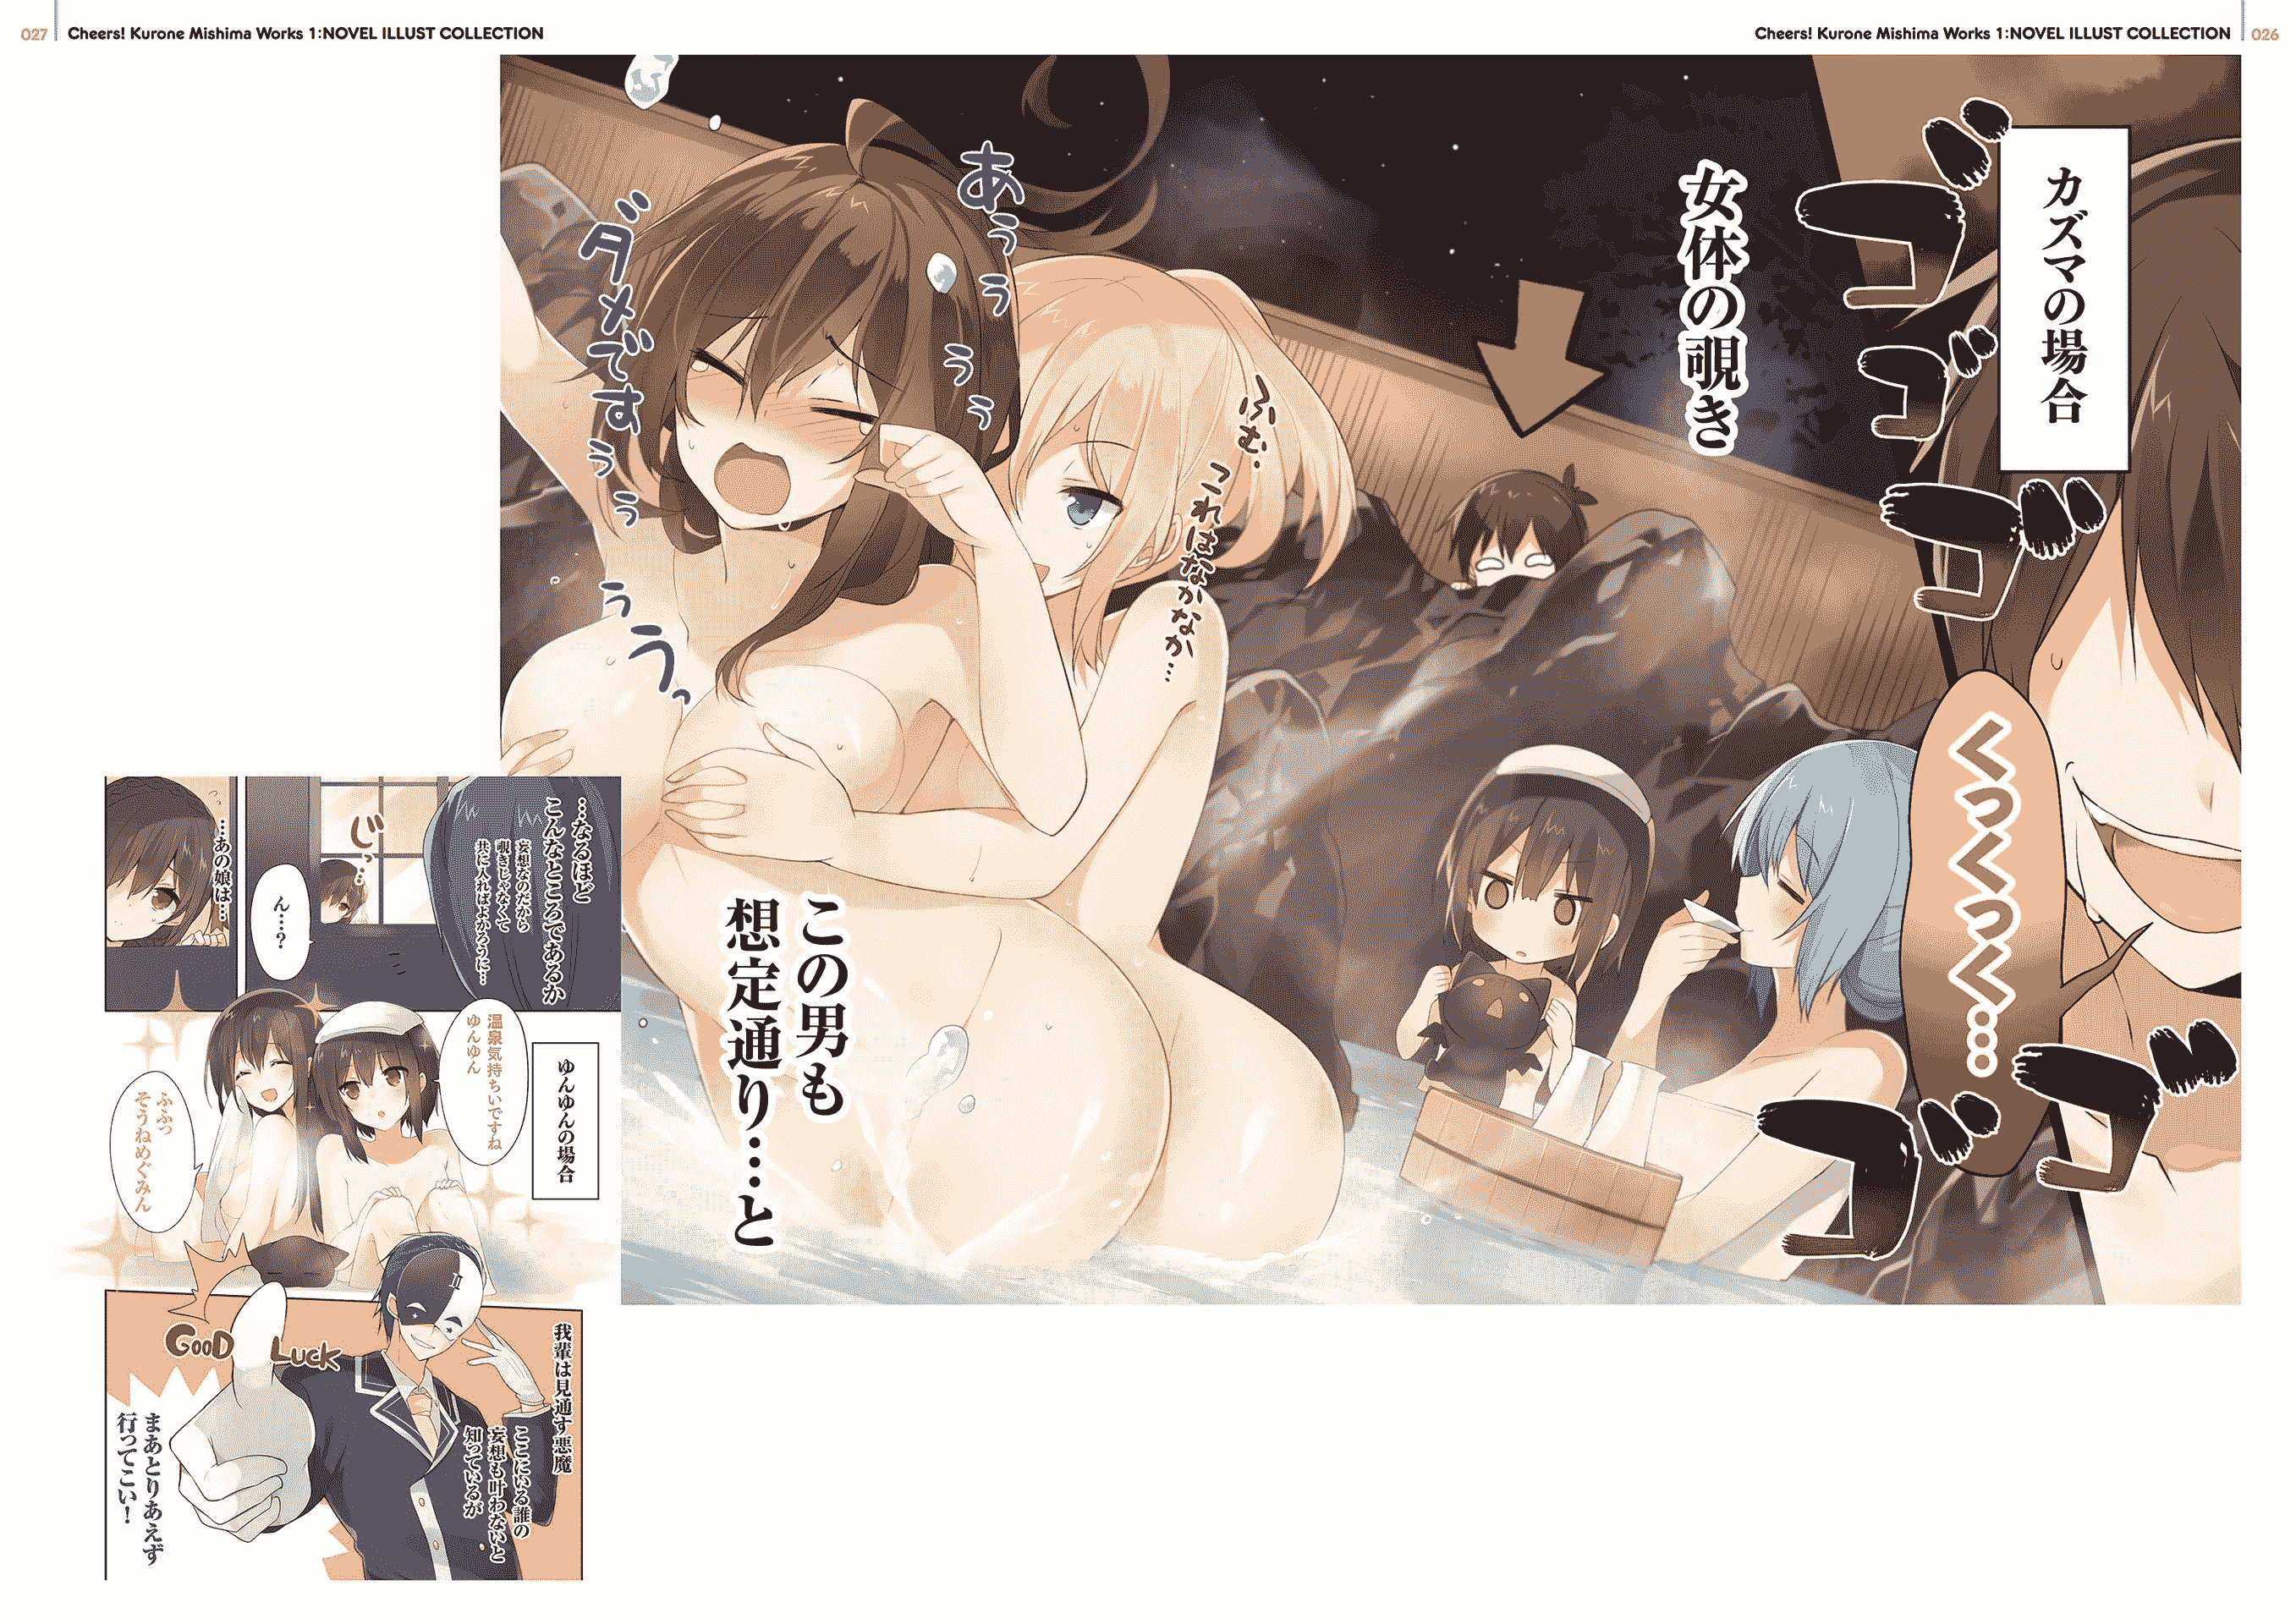 027 Cheers! Kurone Mishima Works 1:NOVEL ILLUST COLLECTION
Cheers! Kurone Mishima Works 1:NOVEL ILLUST COLLECTION 026
カズマの場合
ゴゴゴゴゴ
くっくっくっく…
女体の覗き
ふむ。これはなかなか…
あぅぅぅぅ
ダメですぅぅぅぅっ
この男も
想定通り…と
…なるほど
こんなところであるか
妄想なのだから
覗きじゃなくて
共に入ればよかろうに…
じっ…
ん…?
…あの娘は…
ゆんゆんの場合
温泉気持ちいいですね
ゆんゆん
ふふっ
そうねめぐみん
我輩は見通す悪魔
ここにいる誰の
妄想も叶わないと
知っているが
GOOD LUCK
まあとりあえず
行ってこい!